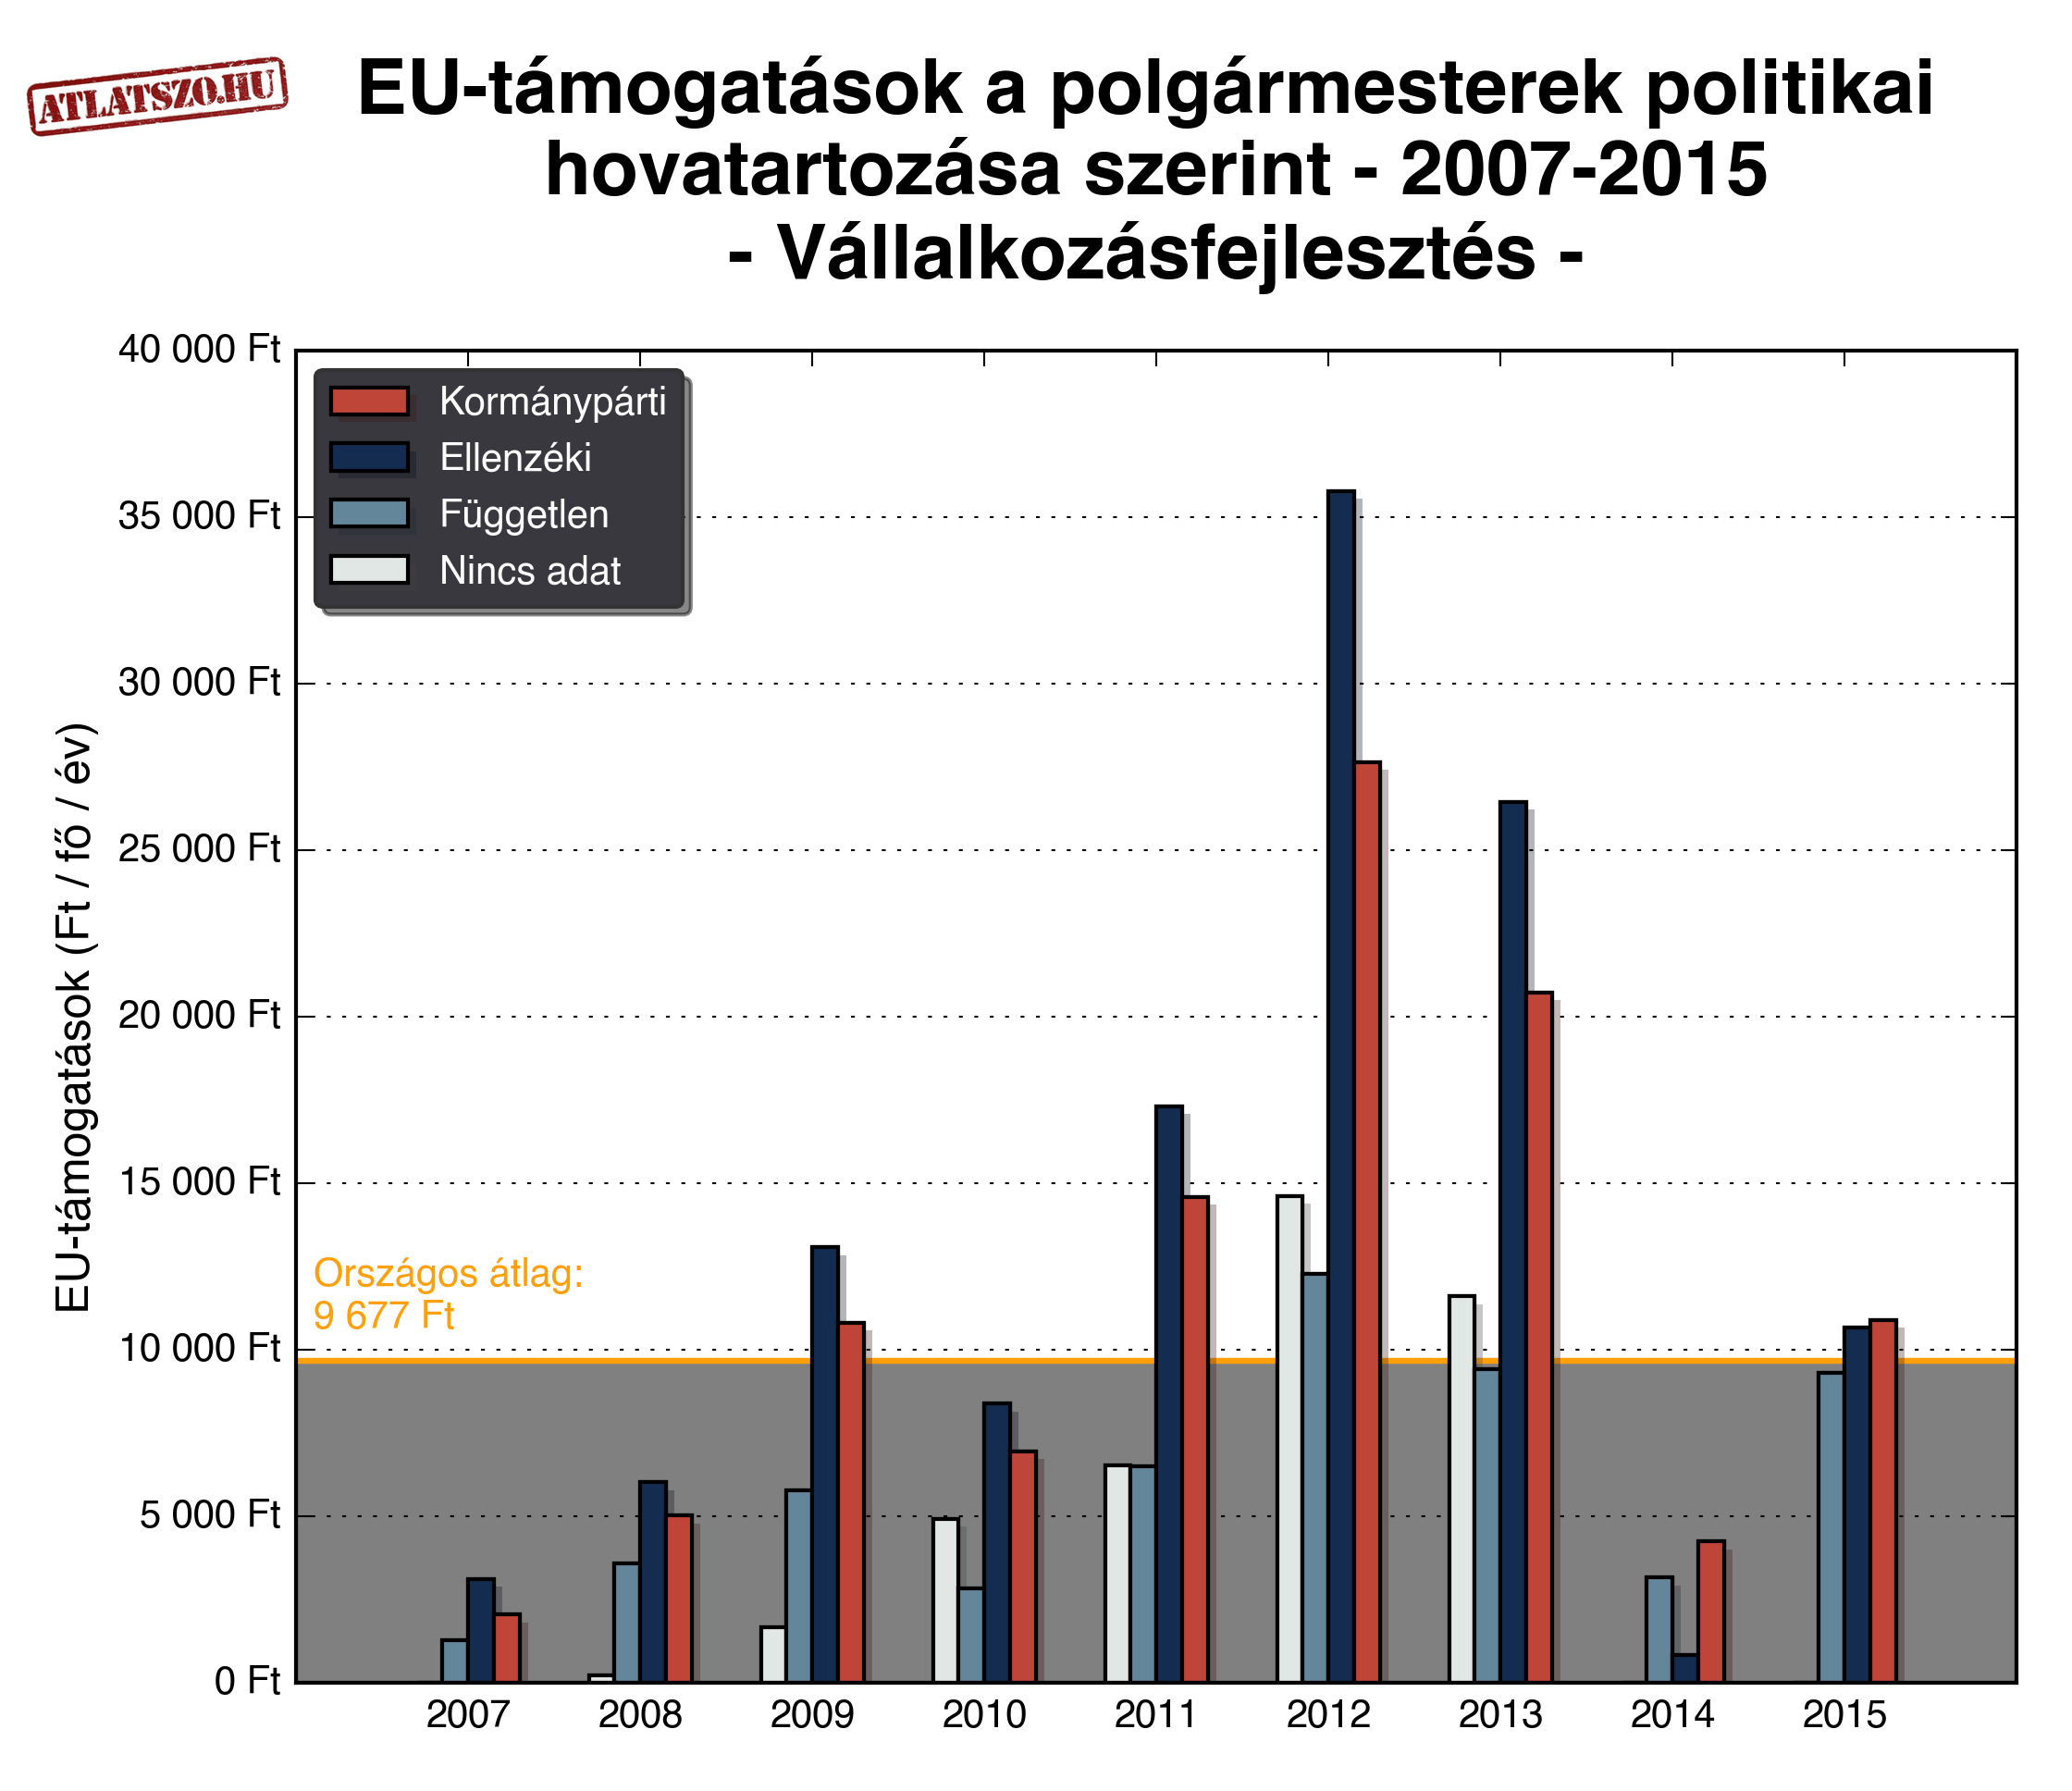 ATLATSZO.HU
EU-támogatások a polgármesterek politikai
hovatartozása szerint - 2007-2015
- Vállalkozásfejlesztés -
EU-támogatások (Ft / fő / év)
40 000 Ft
35 000 Ft
30 000 Ft
25 000 Ft
20 000 Ft
15 000 Ft
10 000 Ft
5 000 Ft
0 Ft
Kormánypárti
Ellenzéki
Független
Nincs adat
Országos átlag:
9 677 Ft
2007 2008 2009 2010 2011 2012 2013 2014 2015